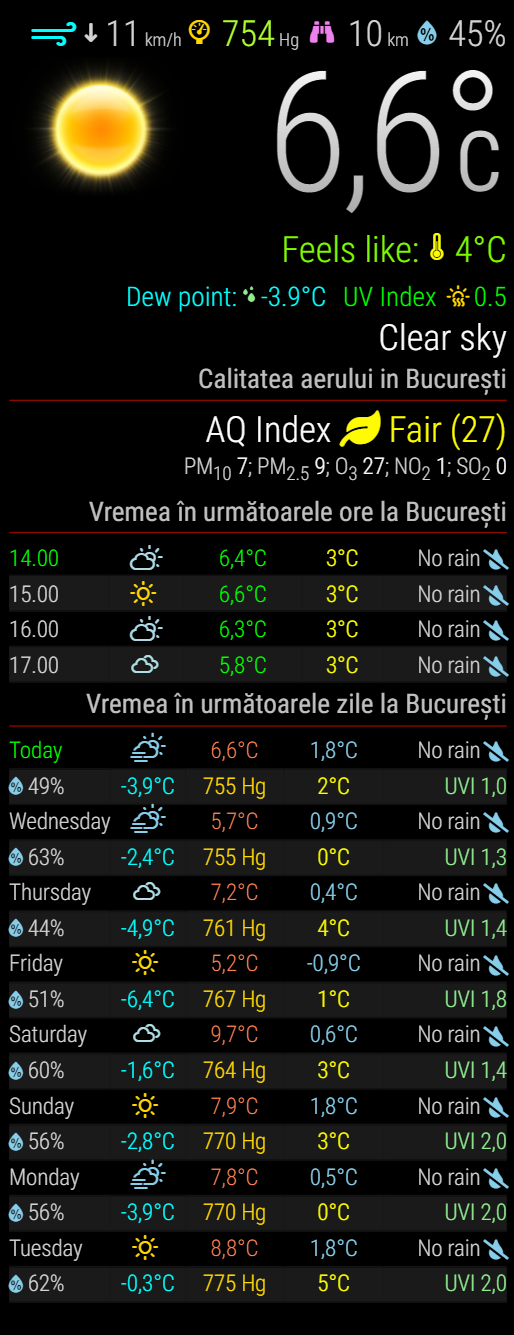 11 km/h 754 Hg 10 km % 45%
6,6°C
Feels like: 4°C
Dew point: -3.9°C UV Index 0.5
Clear sky
Calitatea aerului in București
AQ Index Fair (27)
PM10 7; PM2.5 9; O3 27; NO2 1; SO2 0
Vremea în următoarele ore la București
14.00 6,4°C 3°C No rain
15.00 6,6°C 3°C No rain
16.00 6,3°C 3°C No rain
17.00 5,8°C 3°C No rain
Vremea în următoarele zile la București
Today 6,6°C 1,8°C No rain
% 49% -3,9°C 755 Hg 2°C UVI 1,0
Wednesday 5,7°C 0,9°C No rain
% 63% -2,4°C 755 Hg 0°C UVI 1,3
Thursday 7,2°C 0,4°C No rain
% 44% -4,9°C 761 Hg 4°C UVI 1,4
Friday 5,2°C -0,9°C No rain
% 51% -6,4°C 767 Hg 1°C UVI 1,8
Saturday 9,7°C 0,6°C No rain
% 60% -1,6°C 764 Hg 3°C UVI 1,4
Sunday 7,9°C 1,8°C No rain
% 56% -2,8°C 770 Hg 3°C UVI 2,0
Monday 7,8°C 0,5°C No rain
% 56% -3,9°C 770 Hg 0°C UVI 2,0
Tuesday 8,8°C 1,8°C No rain
% 62% -0,3°C 775 Hg 5°C UVI 2,0